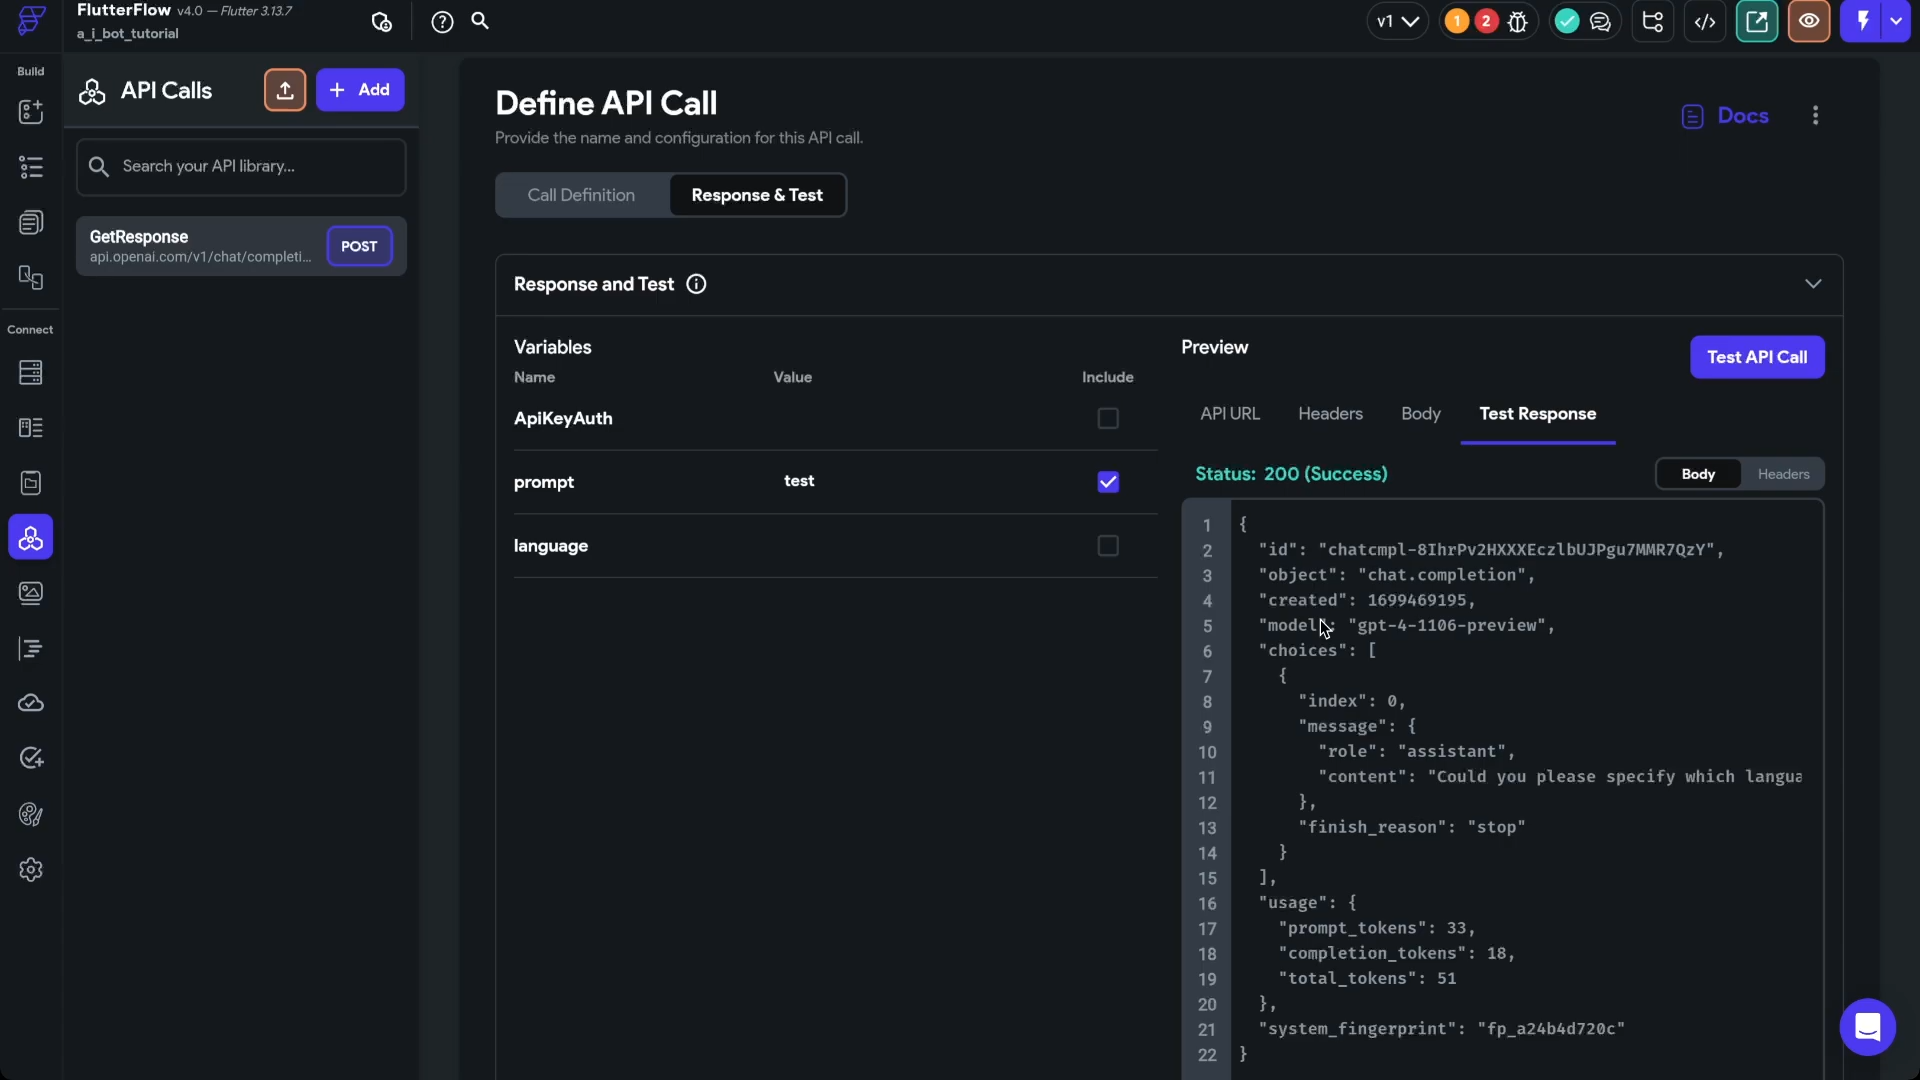 FlutterFlow v4.0 — Flutter 3.13.7
a_i_bot_tutorial
v1
1
2
Build
API Calls
+ Add
Search your API library...
GetResponse
api.openai.com/v1/chat/completi...
POST
Connect
Define API Call
Provide the name and configuration for this API call.
Docs
Call Definition
Response & Test
Response and Test
Variables
Name Value Include
ApiKeyAuth
prompt test
language
Preview
Test API Call
API URL Headers Body Test Response
Status: 200 (Success)
Body Headers
1 {
2 "id": "chatcmpl-8IhrPv2HXXXEczlbUJPgu7MMR7QzY",
3 "object": "chat.completion",
4 "created": 1699469195,
5 "model": "gpt-4-1106-preview",
6 "choices": [
7 {
8 "index": 0,
9 "message": {
10 "role": "assistant",
11 "content": "Could you please specify which langua
12 },
13 "finish_reason": "stop"
14 }
15 ],
16 "usage": {
17 "prompt_tokens": 33,
18 "completion_tokens": 18,
19 "total_tokens": 51
20 },
21 "system_fingerprint": "fp_a24b4d720c"
22 }